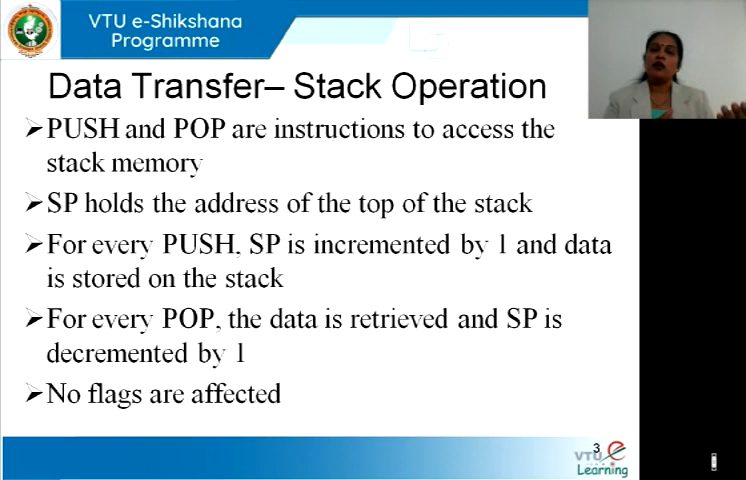 VTU e-Shikshana
Programme
Data Transfer– Stack Operation
➢PUSH and POP are instructions to access the
stack memory
➢SP holds the address of the top of the stack
➢For every PUSH, SP is incremented by 1 and data
is stored on the stack
➢For every POP, the data is retrieved and SP is
decremented by 1
➢No flags are affected
3
VTU e
Learning